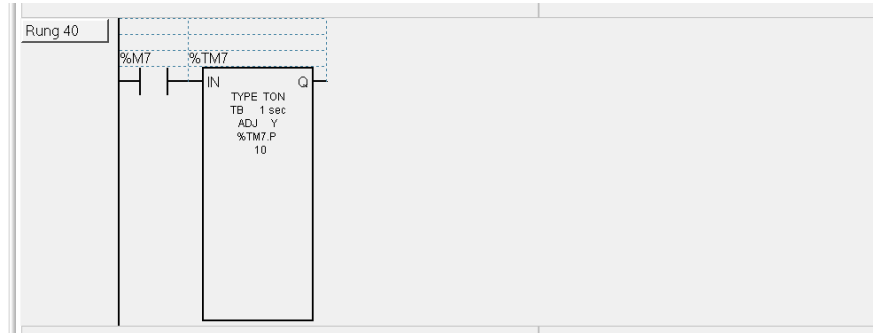 Rung 40
%M7 %TM7
IN Q
TYPE TON
TB 1 sec
ADJ Y
%TM7.P
10